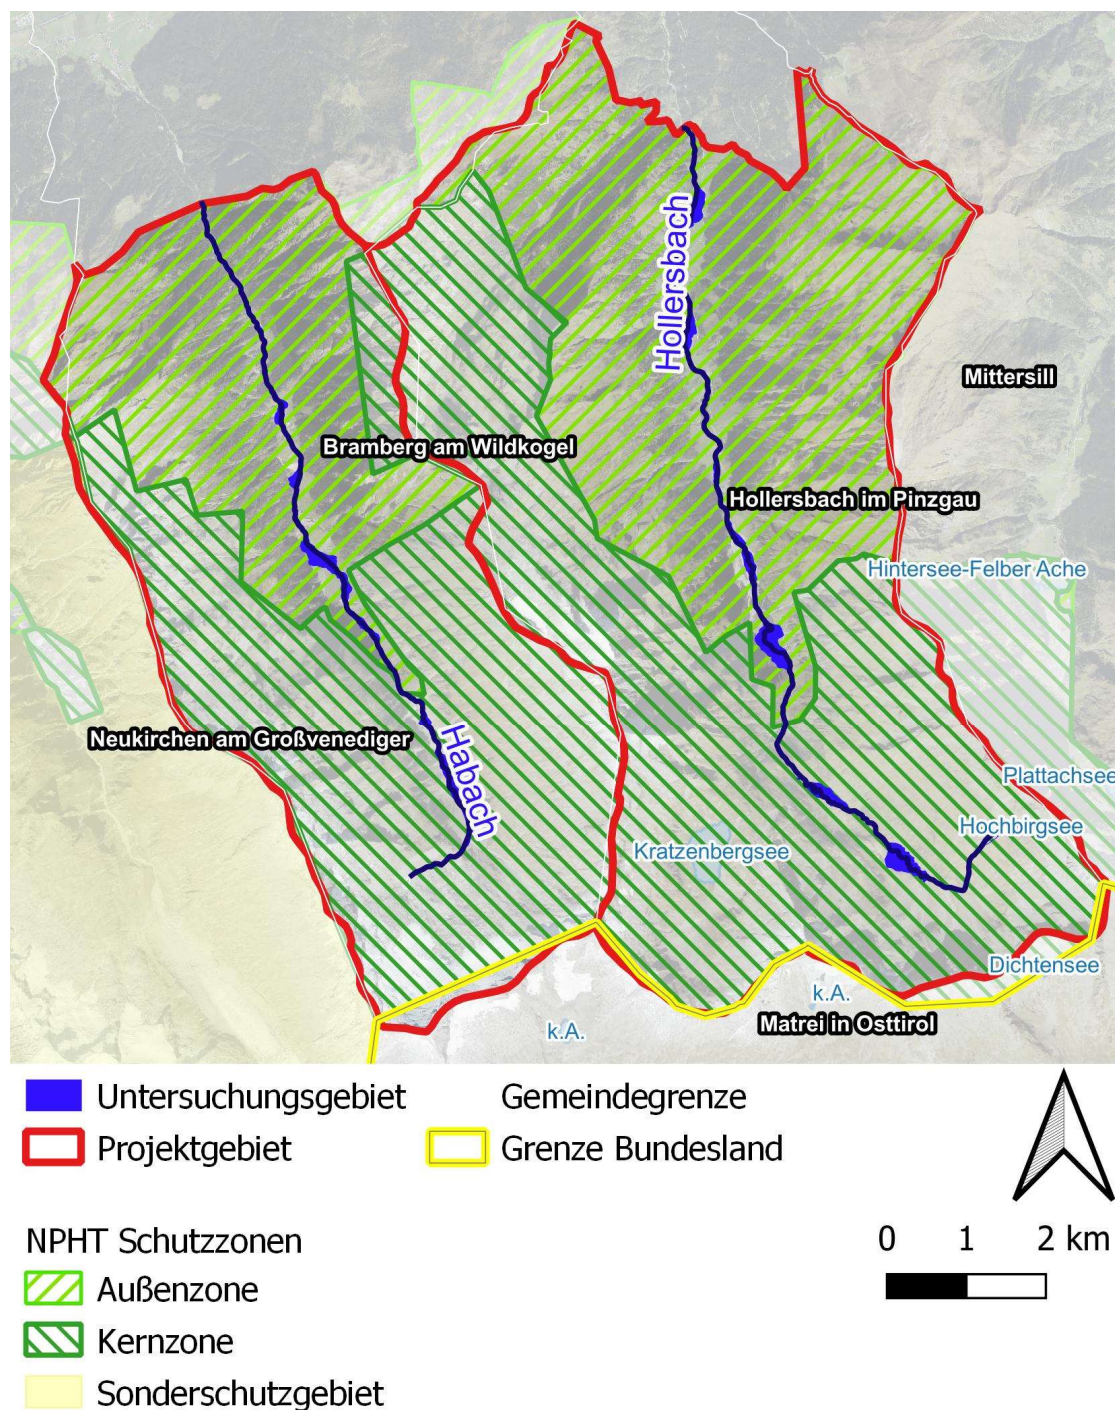 Hollersbach
Mittersill
Bramberg am Wildkogel
Hollersbach im Pinzgau
Hintersee-Felber Ache
Neukirchen am Großvenediger
Habach
Plattachsee
Hochbirgsee
Kratzenbergsee
Dichtensee
k.A.
Matrei in Osttirol
k.A.
Untersuchungsgebiet
Gemeindegrenze
Projektgebiet
Grenze Bundesland
NPHT Schutzzonen
0 1 2 km
Außenzone
Kernzone
Sonderschutzgebiet